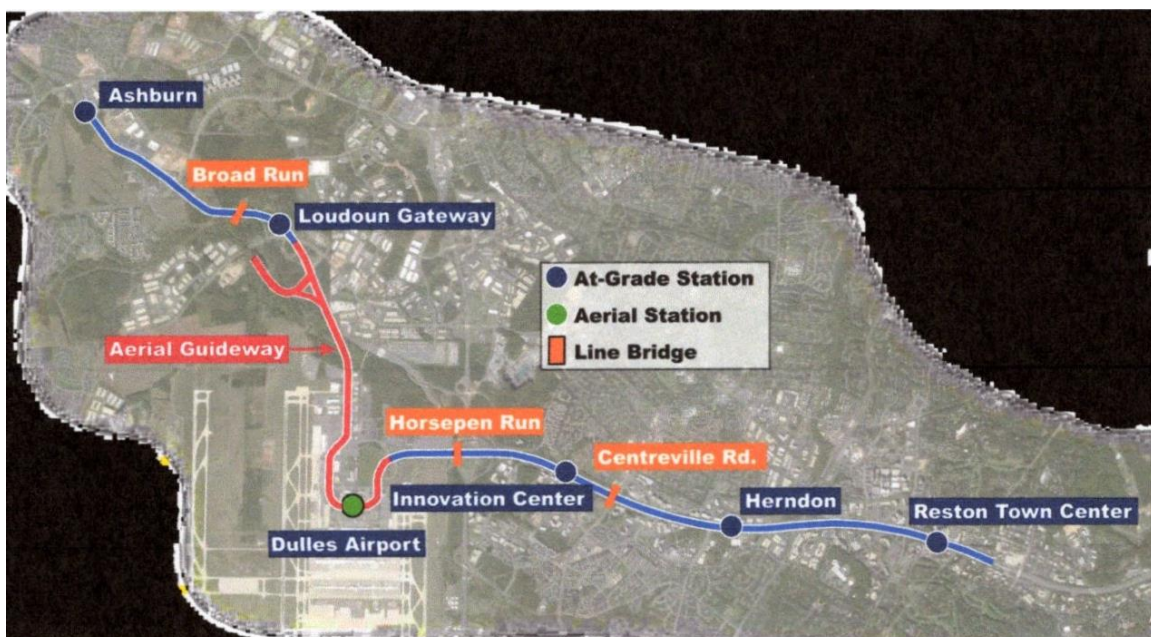 Ashburn
Broad Run
Loudoun Gateway
At-Grade Station
Aerial Station
Line Bridge
Aerial Guideway
Horsepen Run
Centreville Rd.
Innovation Center
Herndon
Reston Town Center
Dulles Airport